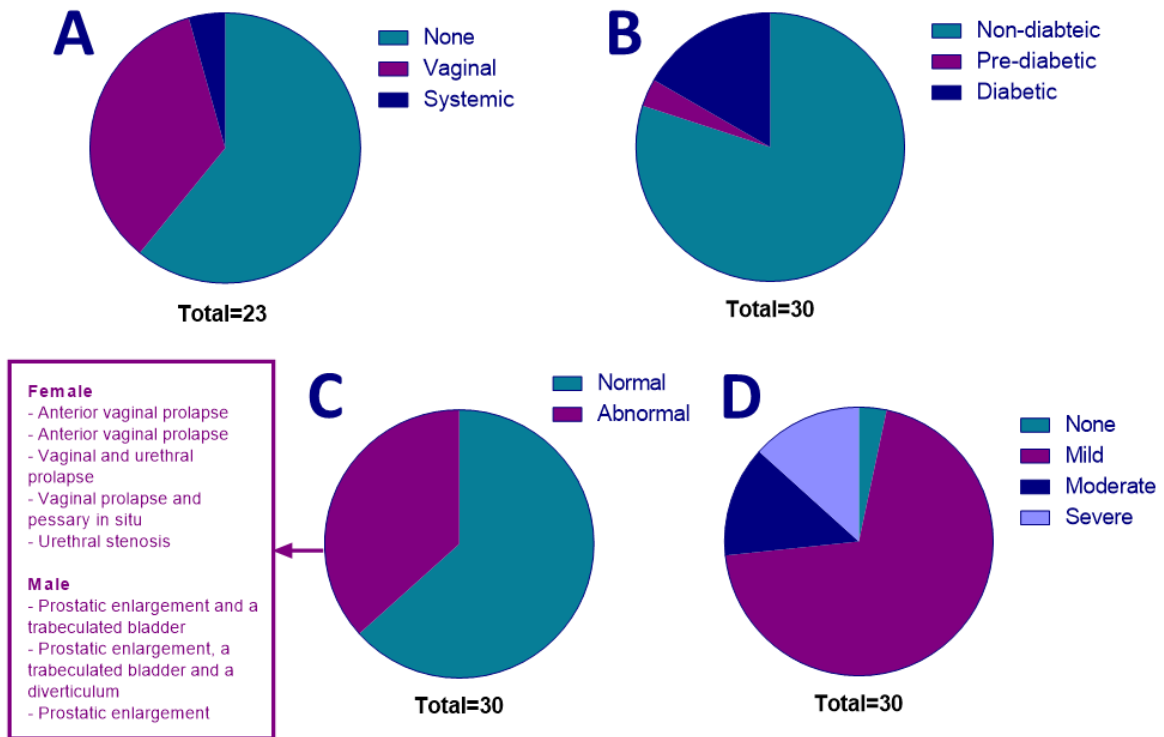 A
None
Vaginal
Systemic
Total=23
B
Non-diabteic
Pre-diabetic
Diabetic
Total=30
Female
- Anterior vaginal prolapse
- Anterior vaginal prolapse
- Vaginal and urethral
prolapse
- Vaginal prolapse and
pessary in situ
- Urethral stenosis
Male
- Prostatic enlargement and a
trabeculated bladder
- Prostatic enlargement, a
trabeculated bladder and a
diverticulum
- Prostatic enlargement
C
Normal
Abnormal
Total=30
D
None
Mild
Moderate
Severe
Total=30